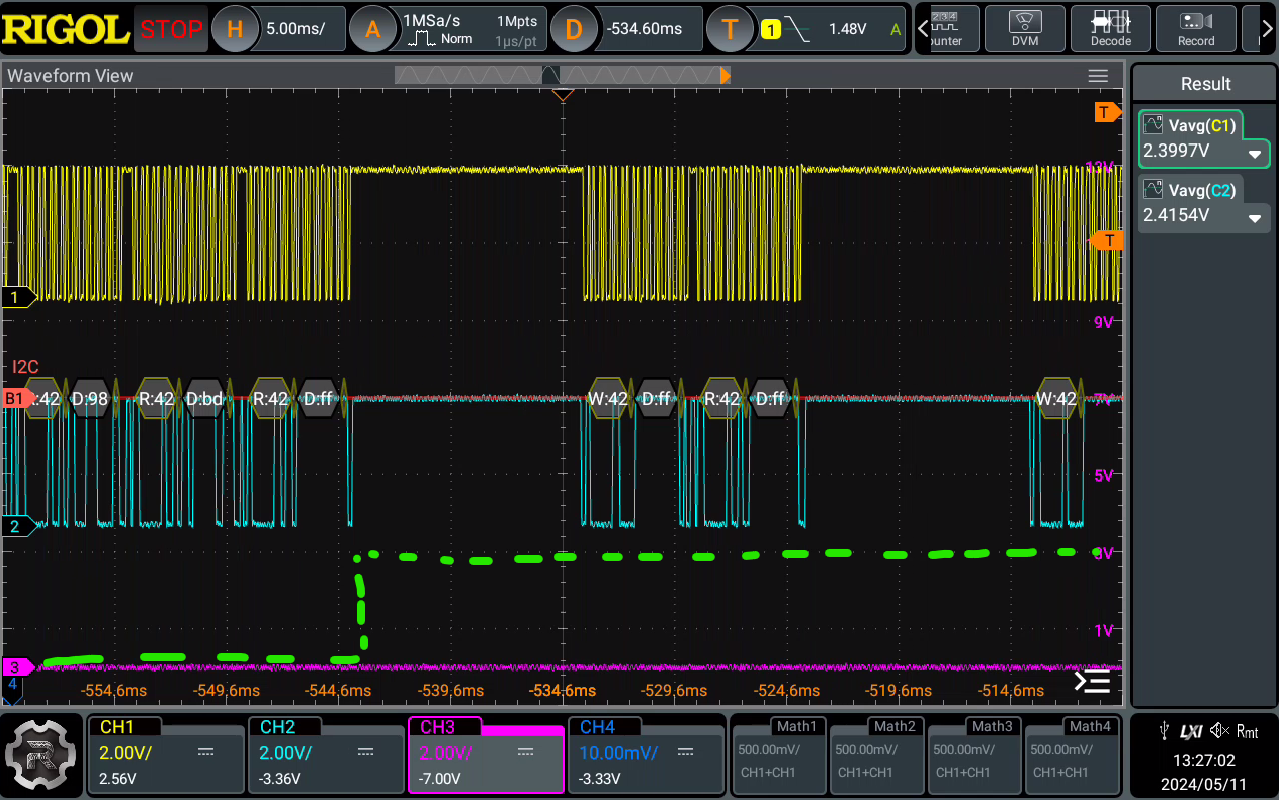 RIGOL STOP H 5.00ms/ A 1MSa/s Norm 1Mpts 1µs/pt D -534.60ms T 1 1.48V A DVM Decode Record
Waveform View
Result
Vavg(C1)
2.3997V
Vavg(C2)
2.4154V
T
T
1
9V
I2C
B1 :42 D:98 R:42 D:bd R:42 D:ff W:42 D:ff R:42 D:ff W:42 7V
5V
2
3V
1V
3
4
-554.6ms -549.6ms -544.6ms -539.6ms -534.6ms -529.6ms -524.6ms -519.6ms -514.6ms
CH1 CH2 CH3 CH4 Math1 Math2 Math3 Math4
2.00V/ 2.00V/ 2.00V/ 10.00mV/ 500.00mV/ 500.00mV/ 500.00mV/ 500.00mV/
2.56V -3.36V -7.00V -3.33V CH1+CH1 CH1+CH1 CH1+CH1 CH1+CH1
LXI Rmt
13:27:02
2024/05/11